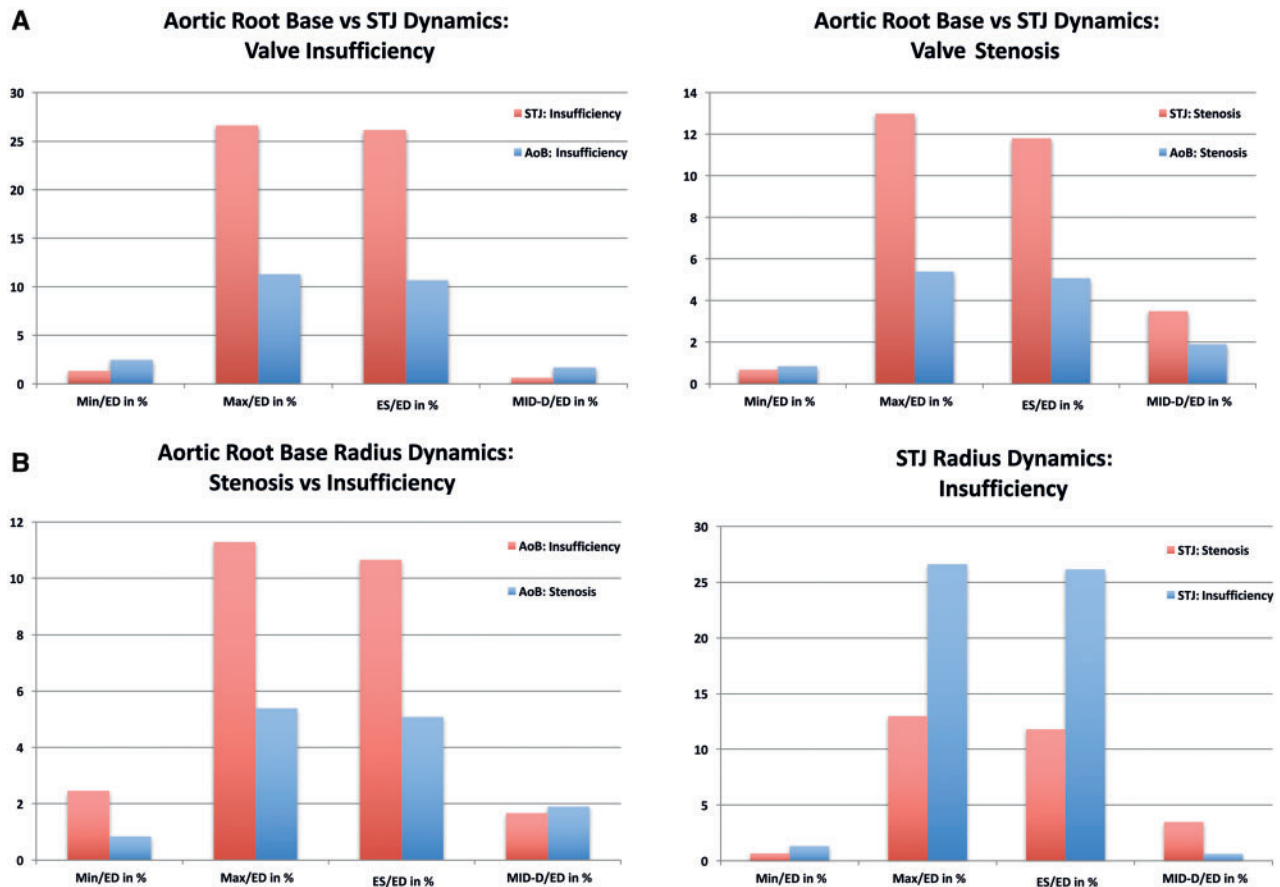 A
Aortic Root Base vs STJ Dynamics:
Valve Insufficiency
30
25
20
15
10
5
0
STJ: Insufficiency
AoB: Insufficiency
Min/ED in %
Max/ED in %
ES/ED in %
MID-D/ED in %
Aortic Root Base vs STJ Dynamics:
Valve Stenosis
14
12
10
8
6
4
2
0
STJ: Stenosis
AoB: Stenosis
Min/ED in %
Max/ED in %
ES/ED in %
MID-D/ED in %
B
Aortic Root Base Radius Dynamics:
Stenosis vs Insufficiency
12
10
8
6
4
2
0
AoB: Insufficiency
AoB: Stenosis
Min/ED in %
Max/ED in %
ES/ED in %
MID-D/ED in %
STJ Radius Dynamics:
Insufficiency
30
25
20
15
10
5
0
STJ: Stenosis
STJ: Insufficiency
Min/ED in %
Max/ED in %
ES/ED in %
MID-D/ED in %